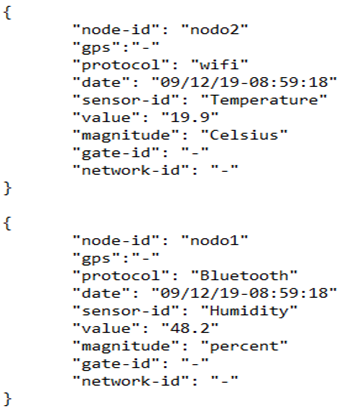 {
"node-id": "nodo2"
"gps":"-"
"protocol": "wifi"
"date": "09/12/19-08:59:18"
"sensor-id": "Temperature"
"value": "19.9"
"magnitude": "Celsius"
"gate-id": "-"
"network-id": "-"
}
{
"node-id": "nodo1"
"gps":"-"
"protocol": "Bluetooth"
"date": "09/12/19-08:59:18"
"sensor-id": "Humidity"
"value": "48.2"
"magnitude": "percent"
"gate-id": "-"
"network-id": "-"
}